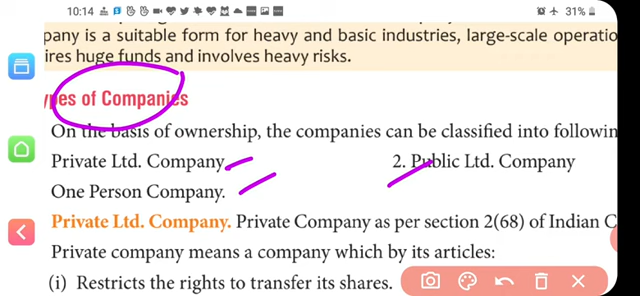 10:14
31%
pany is a suitable form for heavy and basic industries, large-scale operatio
ires huge funds and involves heavy risks.
ypes of Companies
On the basis of ownership, the companies can be classified into followin
Private Ltd. Company 2. Public Ltd. Company
One Person Company.
Private Ltd. Company. Private Company as per section 2(68) of Indian C
Private company means a company which by its articles:
(i) Restricts the rights to transfer its shares.